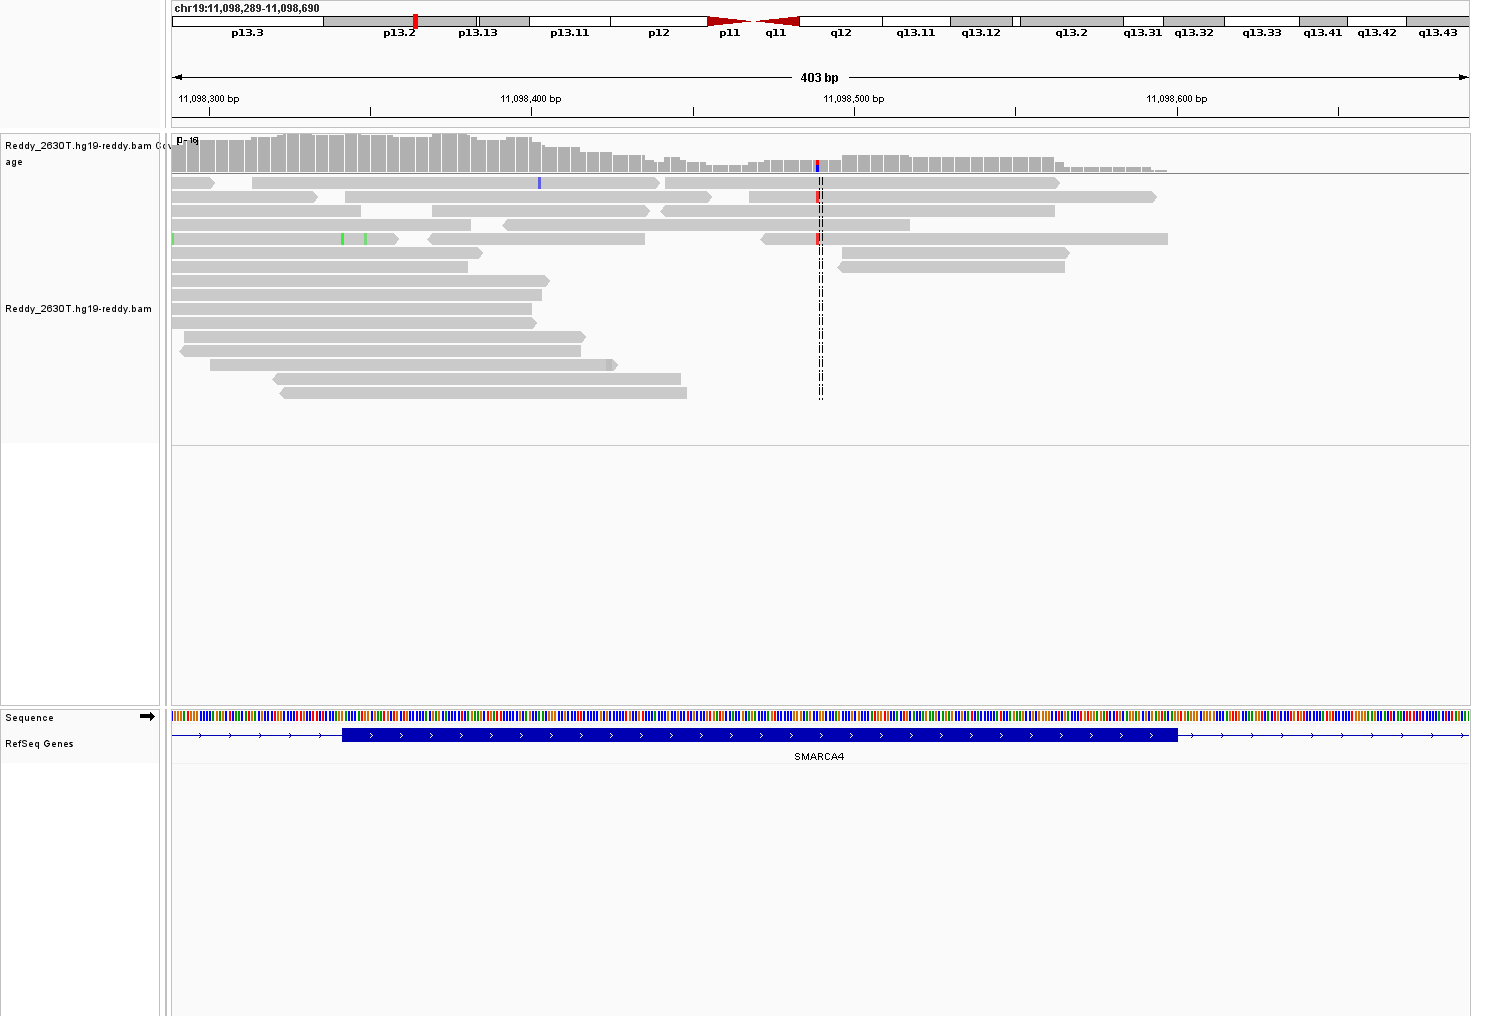 chr19:11,098,289-11,098,690
p13.3 p13.2 p13.13 p13.11 p12 p11 q11 q12 q13.11 q13.12 q13.2 q13.31 q13.32 q13.33 q13.41 q13.42 q13.43
403 bp
11,098,300 bp 11,098,400 bp 11,098,500 bp 11,098,600 bp
Reddy_2630T.hg19-reddy.bam Cov
age
Reddy_2630T.hg19-reddy.bam
Sequence
RefSeq Genes
SMARCA4